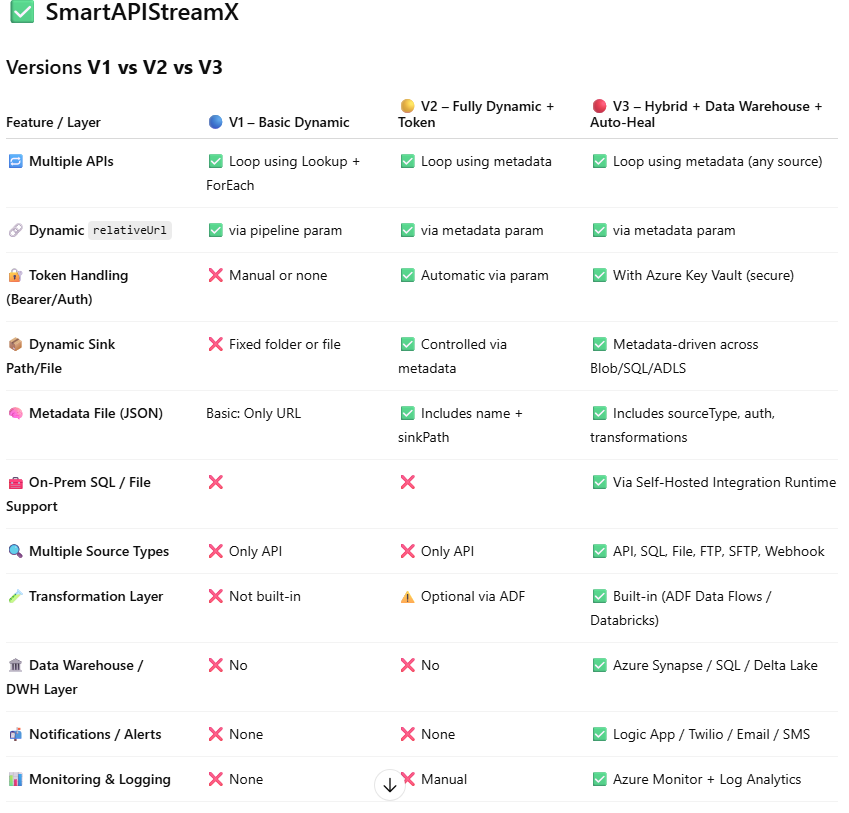 ✅ SmartAPIStreamX
Versions V1 vs V2 vs V3
Feature / Layer
🔵 V1 – Basic Dynamic
🟡 V2 – Fully Dynamic +
Token
🔴 V3 – Hybrid + Data Warehouse +
Auto-Heal
🔁 Multiple APIs
✅ Loop using Lookup +
ForEach
✅ Loop using metadata
✅ Loop using metadata (any source)
🔗 Dynamic relativeUrl
✅ via pipeline param
✅ via metadata param
✅ via metadata param
🔐 Token Handling
(Bearer/Auth)
❌ Manual or none
✅ Automatic via param
✅ With Azure Key Vault (secure)
📦 Dynamic Sink
Path/File
❌ Fixed folder or file
✅ Controlled via
metadata
✅ Metadata-driven across
Blob/SQL/ADLS
🧠 Metadata File (JSON)
Basic: Only URL
✅ Includes name +
sinkPath
✅ Includes sourceType, auth,
transformations
🧰 On-Prem SQL / File
Support
❌
❌
✅ Via Self-Hosted Integration Runtime
🔍 Multiple Source Types
❌ Only API
❌ Only API
✅ API, SQL, File, FTP, SFTP, Webhook
🧪 Transformation Layer
❌ Not built-in
⚠️ Optional via ADF
✅ Built-in (ADF Data Flows /
Databricks)
🏛️ Data Warehouse /
DWH Layer
❌ No
❌ No
✅ Azure Synapse / SQL / Delta Lake
📬 Notifications / Alerts
❌ None
❌ None
✅ Logic App / Twilio / Email / SMS
📊 Monitoring & Logging
❌ None
❌ Manual
✅ Azure Monitor + Log Analytics